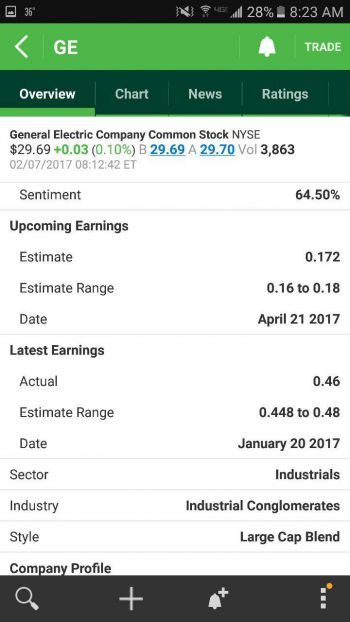 36° 4G LTE 28% 8:23 AM
GE TRADE
Overview Chart News Ratings
General Electric Company Common Stock NYSE
$29.69 +0.03 (0.10%) B 29.69 A 29.70 Vol 3,863
02/07/2017 08:12:42 ET
Sentiment 64.50%
Upcoming Earnings
Estimate 0.172
Estimate Range 0.16 to 0.18
Date April 21 2017
Latest Earnings
Actual 0.46
Estimate Range 0.448 to 0.48
Date January 20 2017
Sector Industrials
Industry Industrial Conglomerates
Style Large Cap Blend
Company Profile